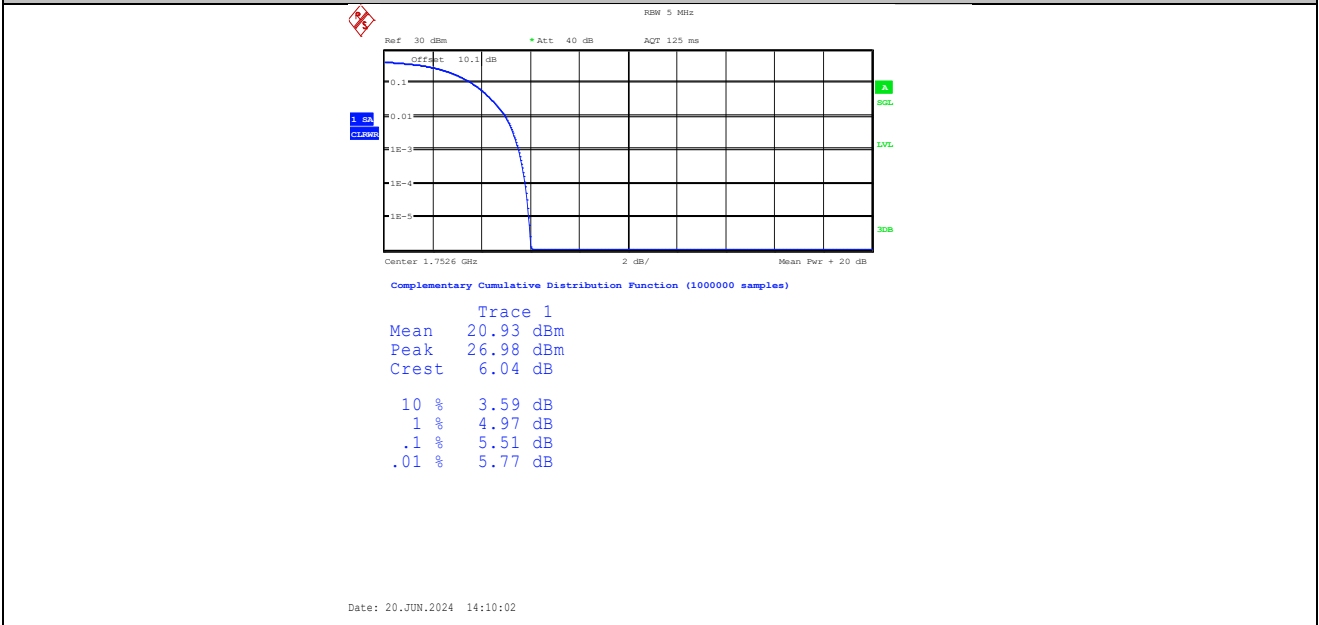 RBW 5 MHz
R S
Ref 30 dBm * Att 40 dB AQT 125 ms
Offset 10.1 dB
0.1
A
SGL
1 SA
0.01
CLRWR
LVL
1E-3
1E-4
1E-5
3DB
Center 1.7526 GHz 2 dB/ Mean Pwr + 20 dB
Complementary Cumulative Distribution Function (1000000 samples)
Trace 1
Mean 20.93 dBm
Peak 26.98 dBm
Crest 6.04 dB
10 % 3.59 dB
1 % 4.97 dB
.1 % 5.51 dB
.01 % 5.77 dB
Date: 20.JUN.2024 14:10:02